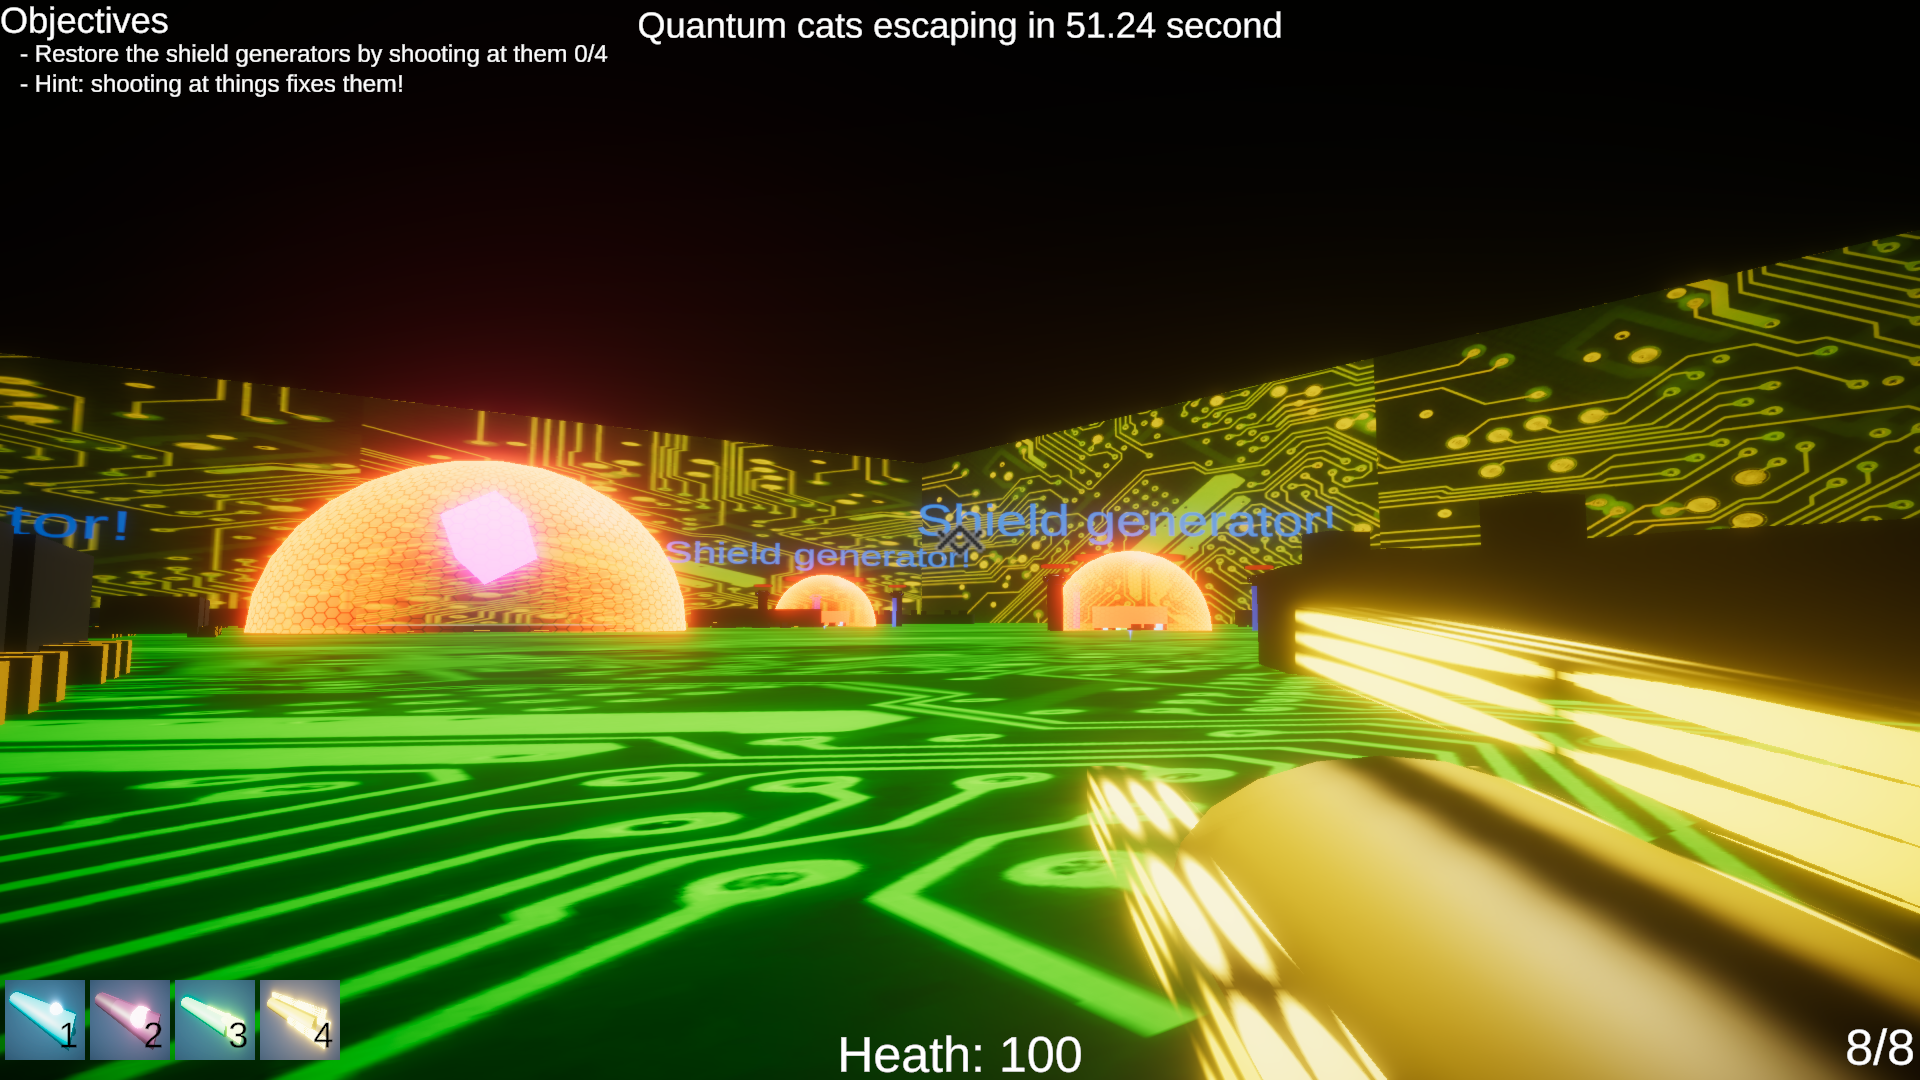 Objectives
Quantum cats escaping in 51.24 second
- Restore the shield generators by shooting at them 0/4
- Hint: shooting at things fixes them!
tor!
Shield generator!
Shield generator!
1 2 3 4
Heath: 100
8/8